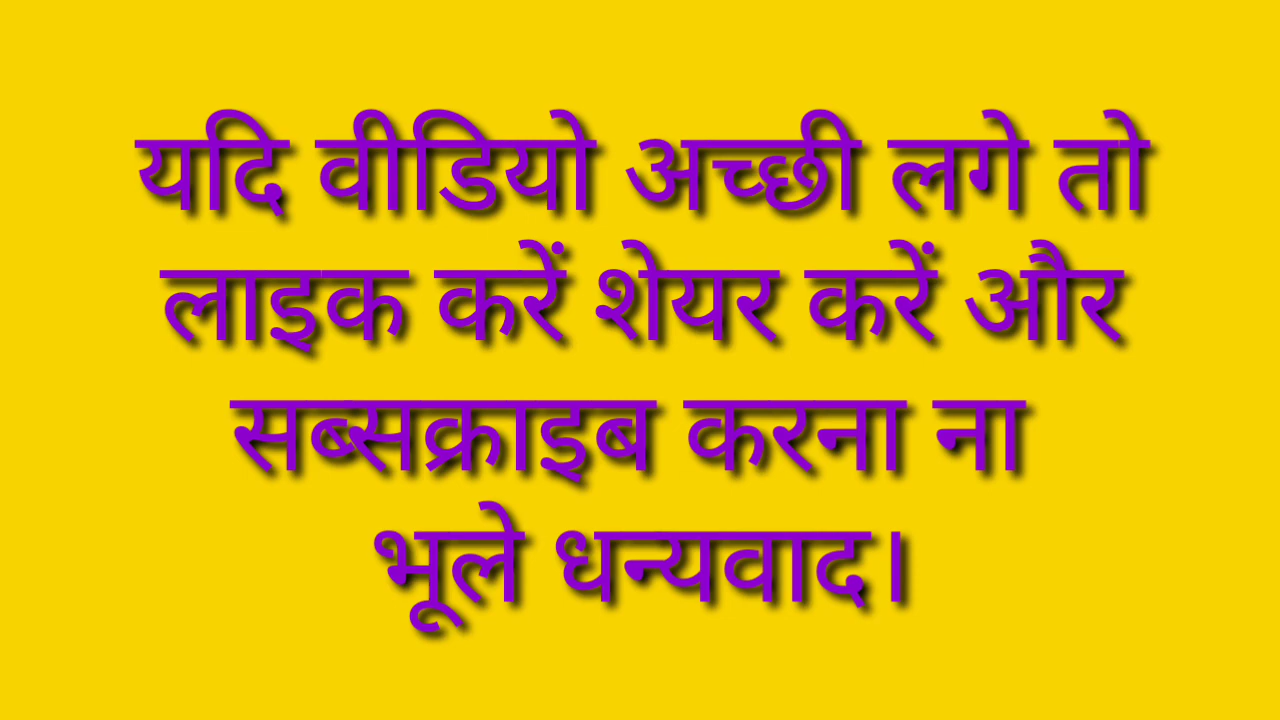 यदि वीडियो अच्छी लगे तो
लाइक करें शेयर करें और
सब्सक्राइब करना ना
भूले धन्यवाद।